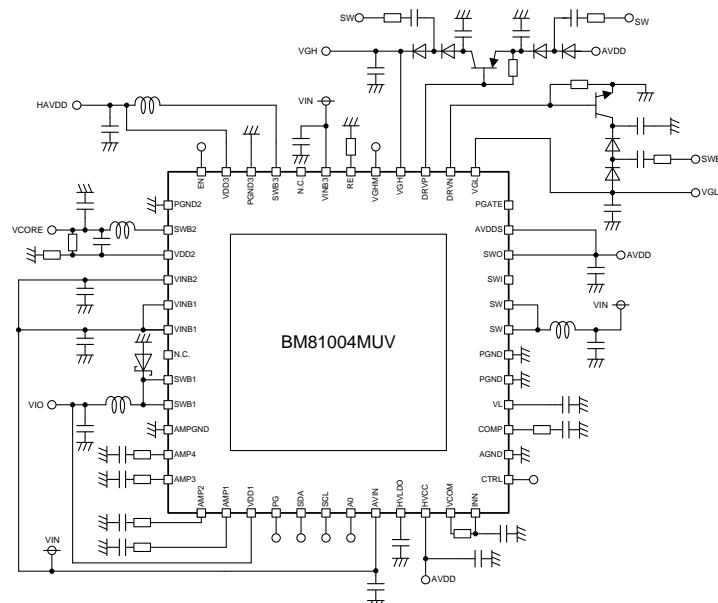 SW
SW
VGH
AVDD
VIN
HAVDD
SWB
VGL
EN
VDD3
PGND3
SWB3
N.C.
VINB3
RE
VGHM
VGH
DRVP
DRVN
VGL
PGND2
SWB2
VDD2
VINB2
VINB1
VINB1
N.C.
SWB1
SWB1
AMPGND
AMP4
AMP3
VCORE
VIO
BM81004MUV
PGATE
AVDDS
SWO
SWI
SW
SW
PGND
PGND
VL
COMP
AGND
CTRL
AVDD
VIN
AMP2
AMP1
VDD1
PG
SDA
SCL
A0
AVIN
HVLDO
HVCC
VCOM
INN
VIN
AVDD